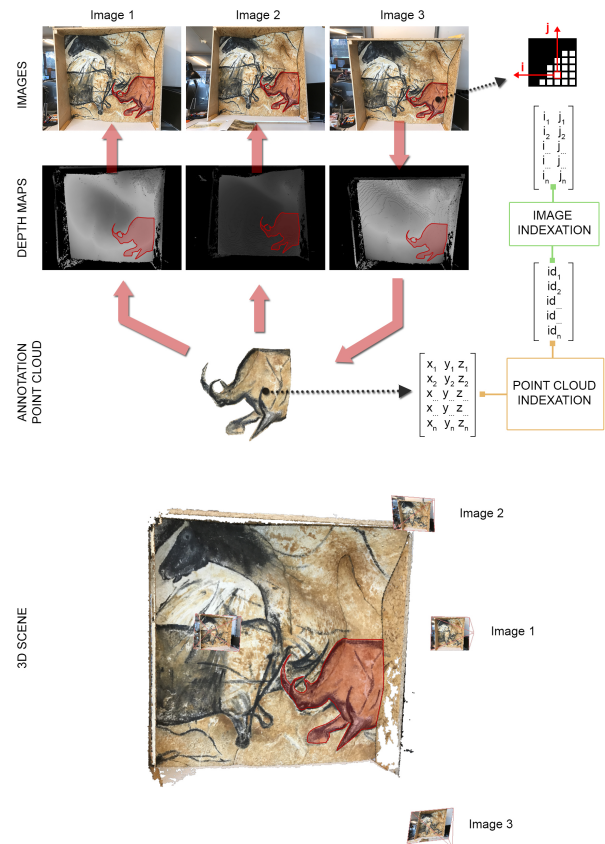 Image 1
Image 2
Image 3
IMAGES
j
i
i1 j1
i2 j2
i... j...
i... j...
in jn
DEPTH MAPS
IMAGE
INDEXATION
id1
id2
id...
id...
idn
ANNOTATION
POINT CLOUD
x1 y1 z1
x2 y2 z2
x... y... z...
x... y... z...
xn yn zn
POINT CLOUD
INDEXATION
3D SCENE
Image 2
Image 1
Image 3